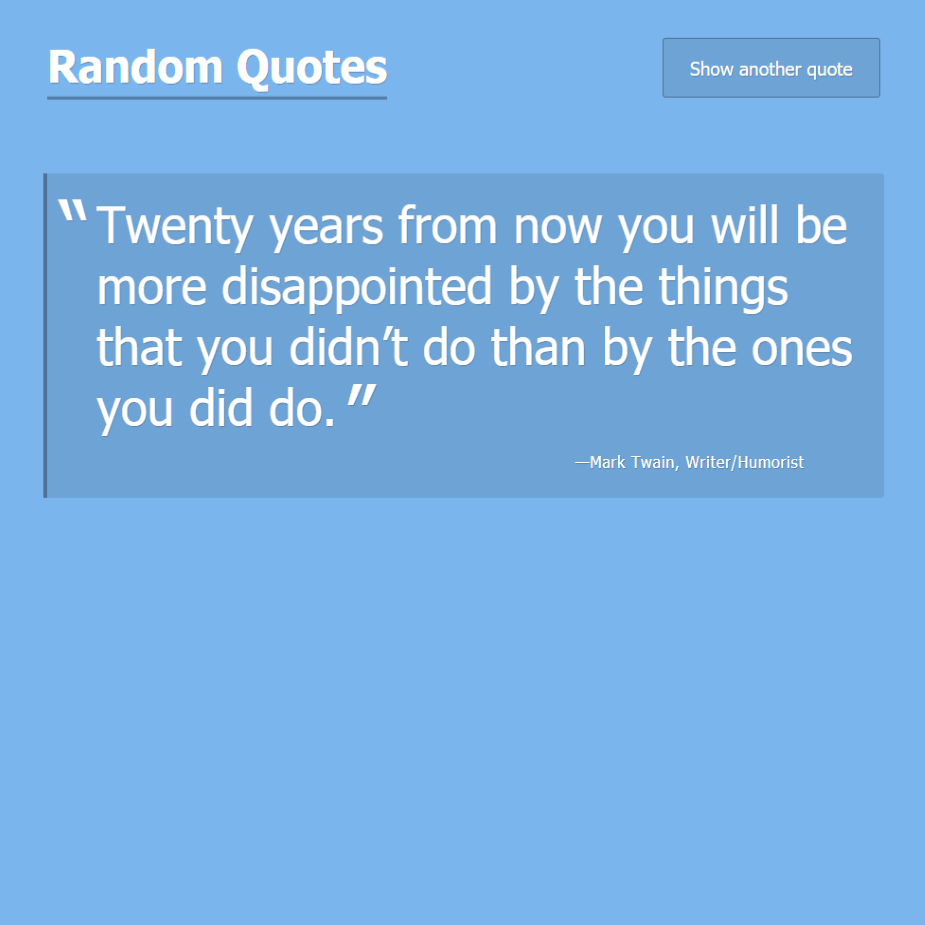 Random Quotes
Show another quote
“Twenty years from now you will be
more disappointed by the things
that you didn’t do than by the ones
you did do.”
—Mark Twain, Writer/Humorist